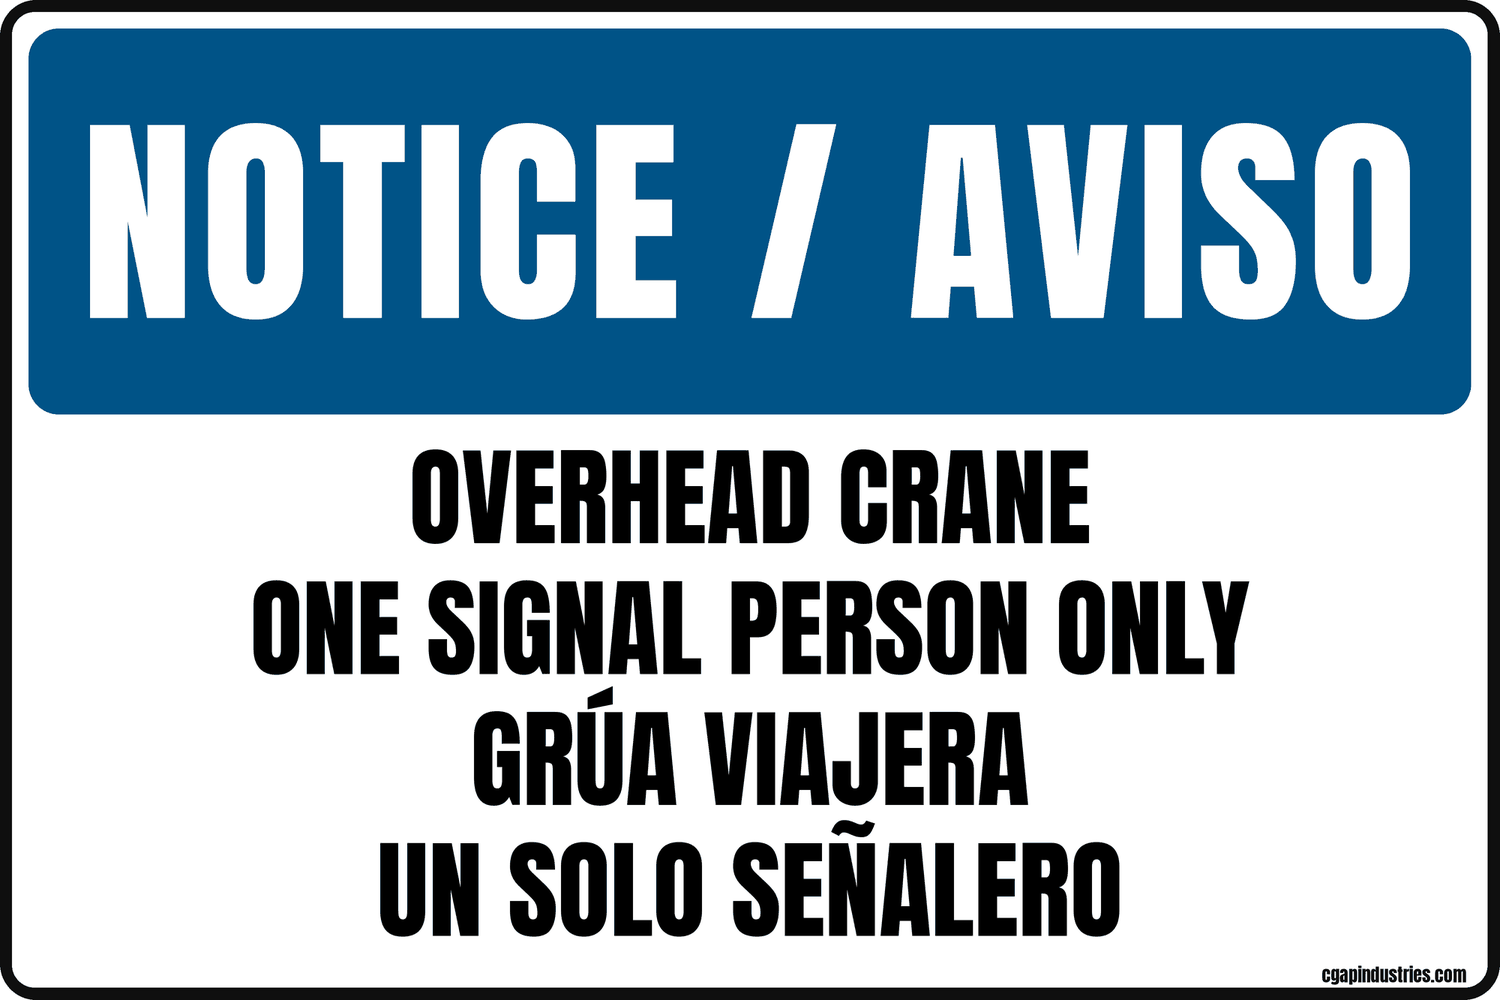 NOTICE / AVISO
OVERHEAD CRANE
ONE SIGNAL PERSON ONLY
GRÚA VIAJERA
UN SOLO SEÑALERO
cgapindustries.com